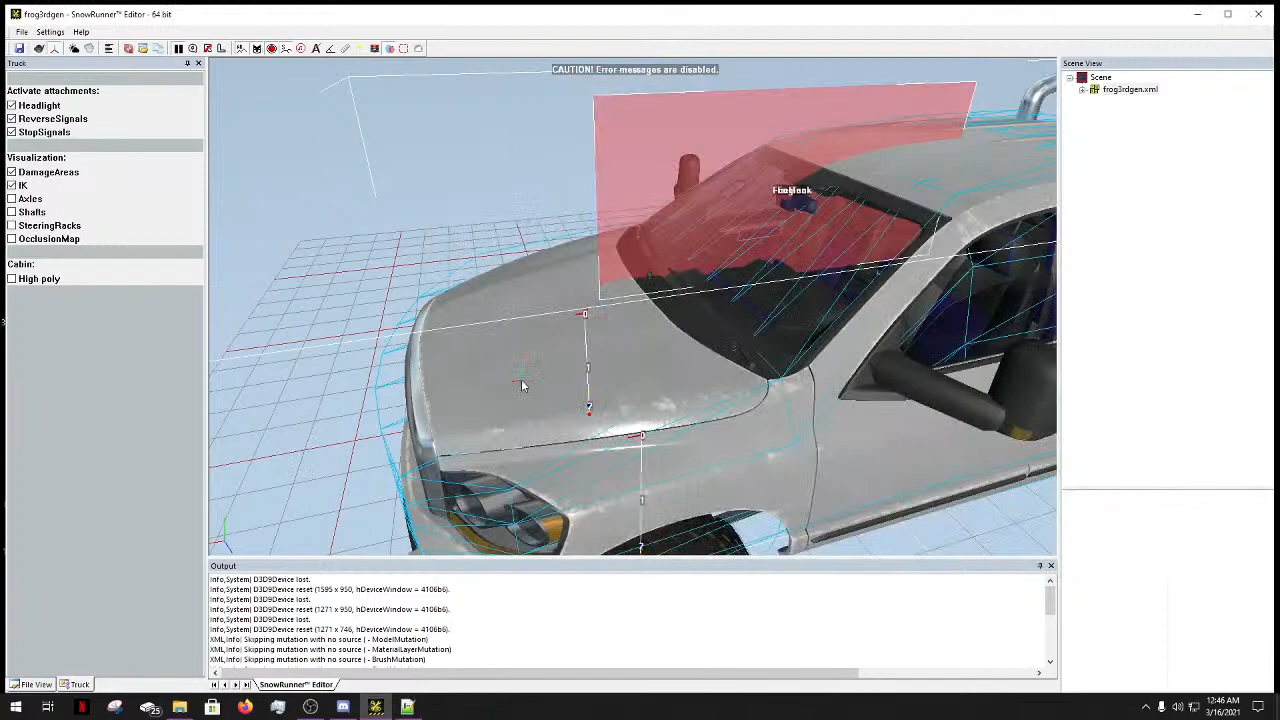 frog3rdgen - SnowRunner™ Editor - 64 bit
File Settings Help
Truck
Activate attachments:
Headlight
ReverseSignals
StopSignals
Visualization:
DamageAreas
IK
Axles
Shafts
SteeringRacks
OcclusionMap
Cabin:
High poly
File View
Truck
CAUTION! Error messages are disabled.
0
1
2
0
1
Output
Info,System| D3D9Device lost.
Info,System| D3D9Device reset (1595 x 950, hDeviceWindow = 4106b6).
Info,System| D3D9Device lost.
Info,System| D3D9Device reset (1271 x 950, hDeviceWindow = 4106b6).
Info,System| D3D9Device lost.
Info,System| D3D9Device reset (1271 x 746, hDeviceWindow = 4106b6).
XML,Info| Skipping mutation with no source ( - ModelMutation)
XML,Info| Skipping mutation with no source ( - MaterialLayerMutation)
XML,Info| Skipping mutation with no source ( - BrushMutation)
SnowRunner™ Editor
Scene View
Scene
frog3rdgen.xml
12:46 AM
3/16/2021